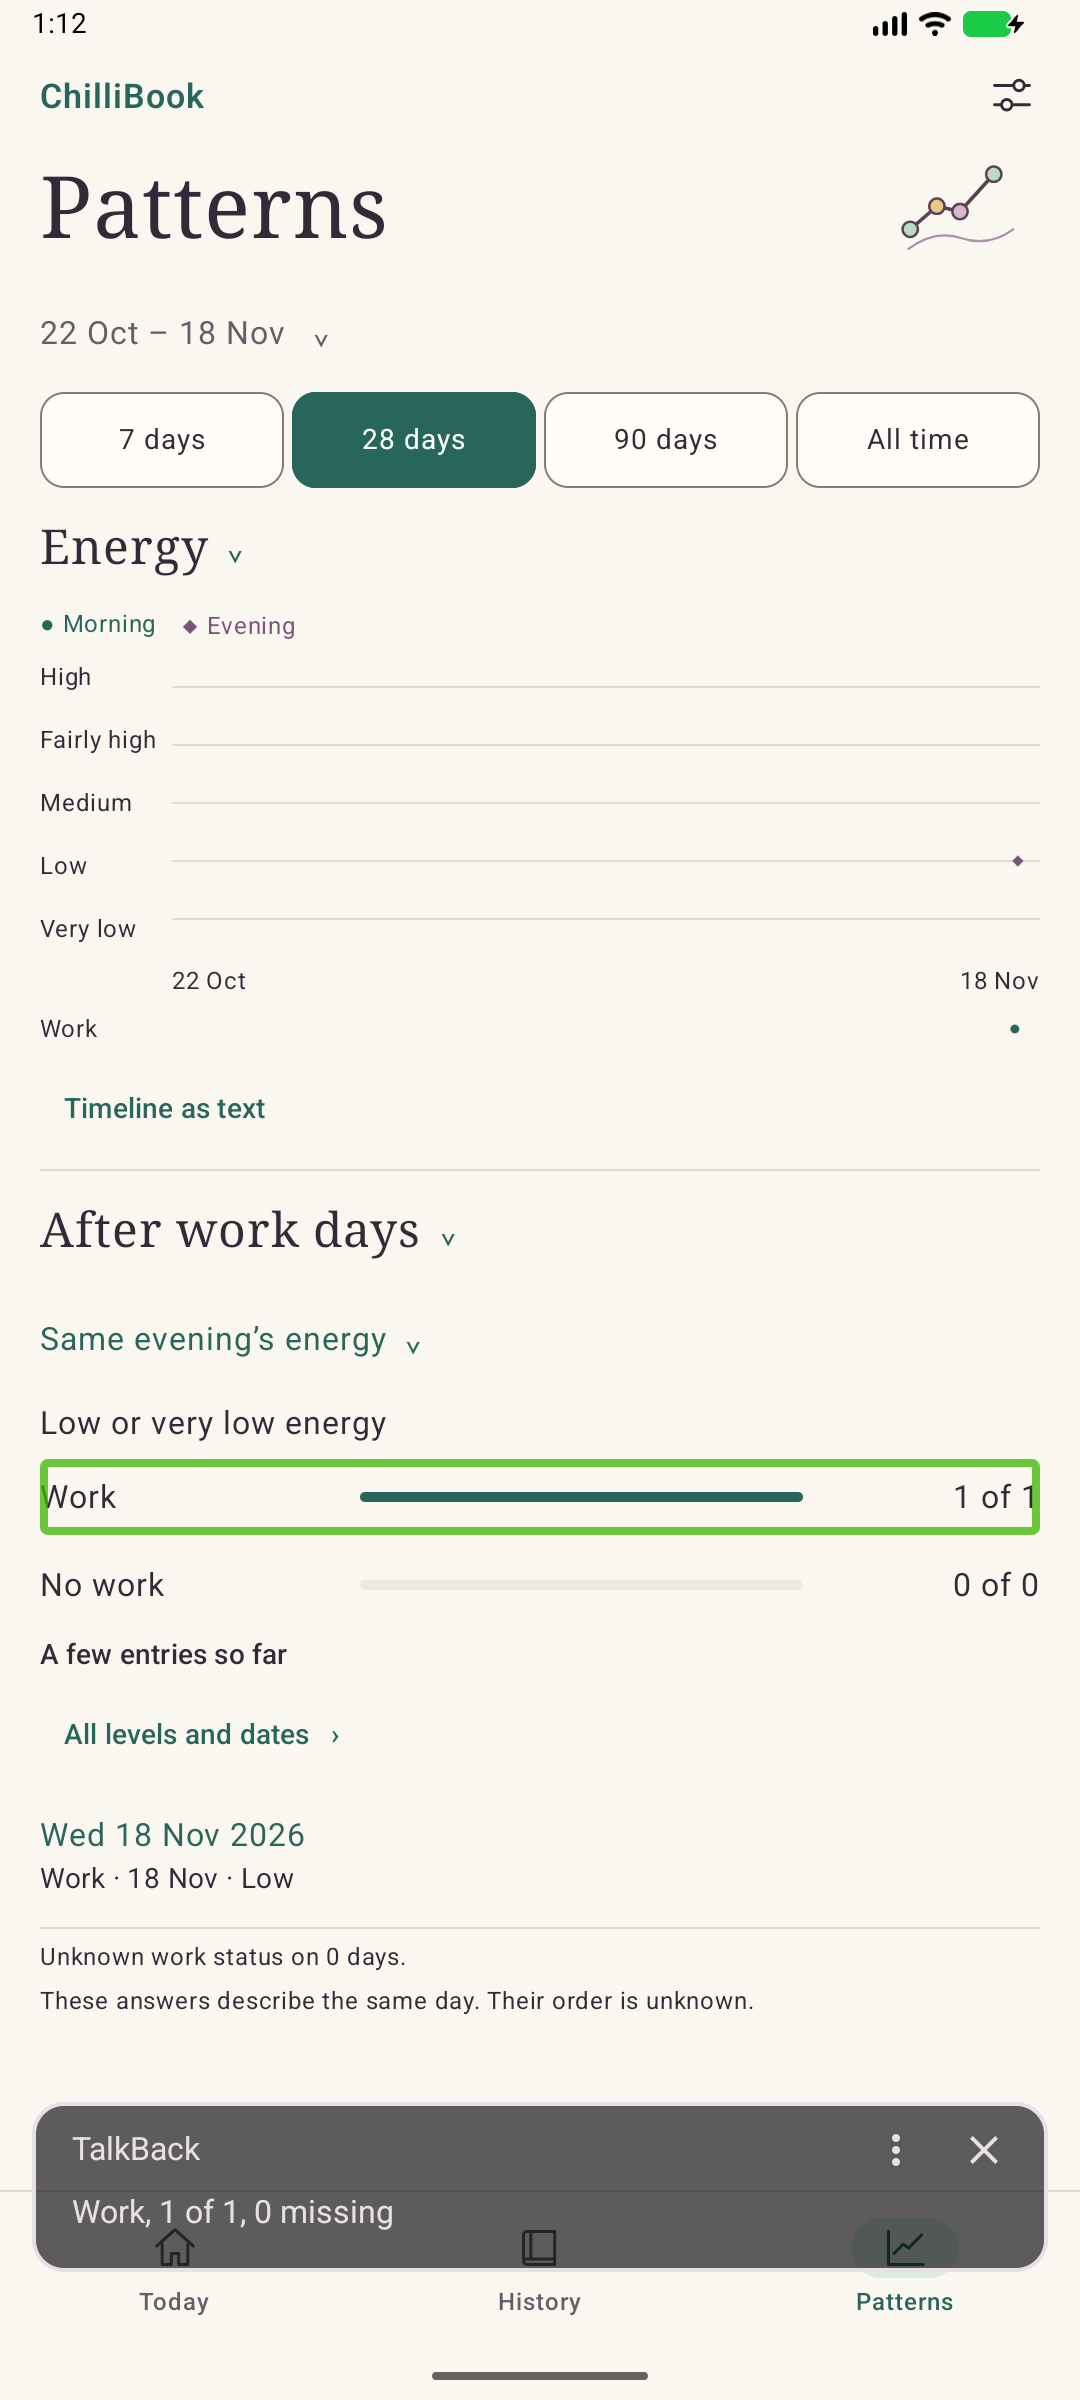 1:12
ChilliBook
Patterns
22 Oct – 18 Nov
7 days 28 days 90 days All time
Energy
Morning Evening
High
Fairly high
Medium
Low
Very low
22 Oct 18 Nov
Work
Timeline as text
After work days
Same evening’s energy
Low or very low energy
Work 1 of 1
No work 0 of 0
A few entries so far
All levels and dates ›
Wed 18 Nov 2026
Work · 18 Nov · Low
Unknown work status on 0 days.
These answers describe the same day. Their order is unknown.
TalkBack
Work, 1 of 1, 0 missing
Today History Patterns